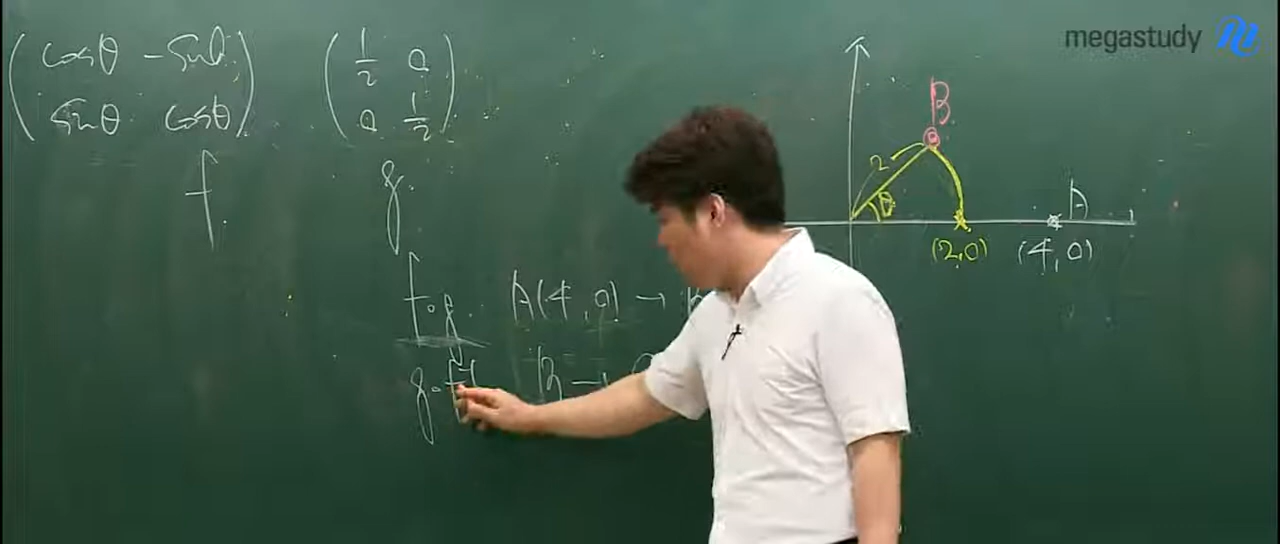 megastudy
cosθ -sinθ
sinθ cosθ
1/2 0
0 1/2
f
g
f∘g A(4, 0) → B
g∘f⁻¹ B →
B
2
θ
A
(2,0) (4,0)